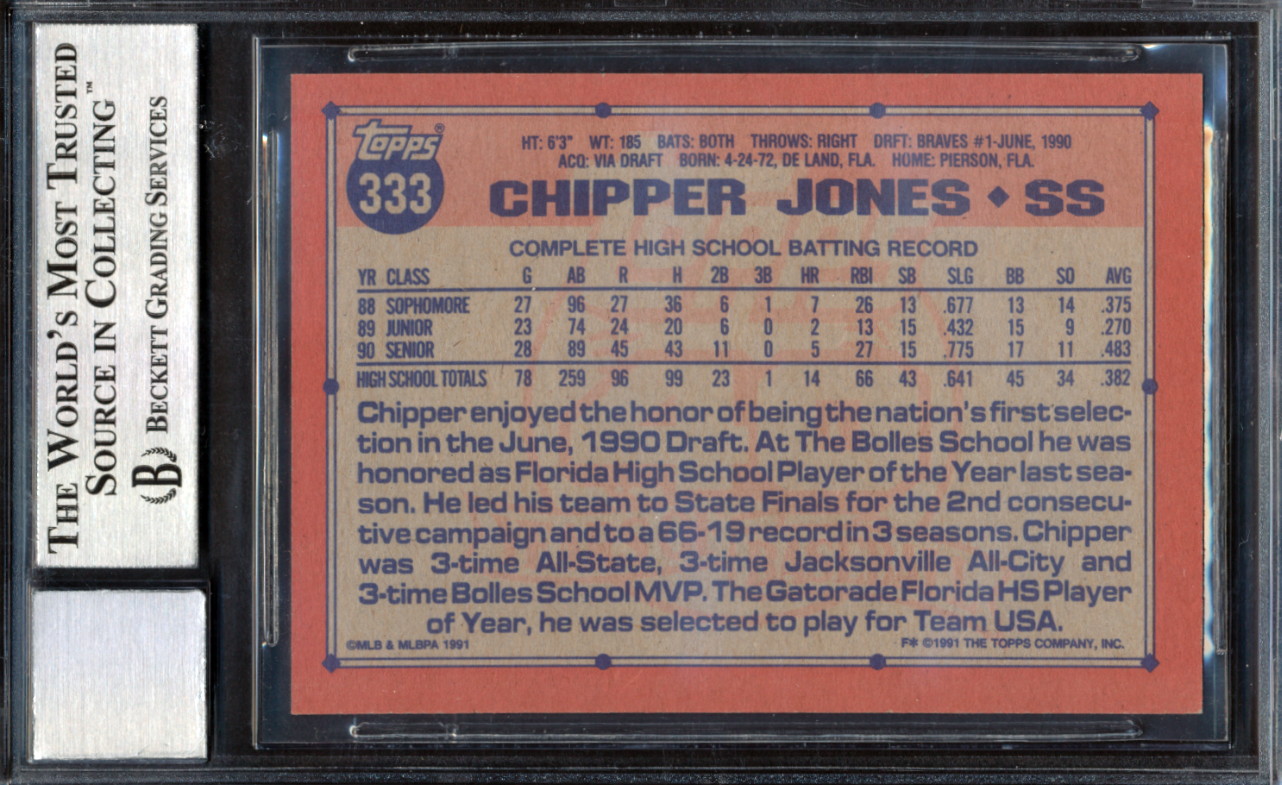 THE WORLD'S MOST TRUSTED
SOURCE IN COLLECTING™
B BECKETT GRADING SERVICES
TOPPS®
333
HT: 6'3" WT: 185 BATS: BOTH THROWS: RIGHT DRFT: BRAVES #1-JUNE, 1990
ACQ: VIA DRAFT BORN: 4-24-72, DE LAND, FLA. HOME: PIERSON, FLA.
CHIPPER JONES ♦ SS
COMPLETE HIGH SCHOOL BATTING RECORD
YR CLASS G AB R H 2B 3B HR RBI SB SLG BB SO AVG
88 SOPHOMORE 27 96 27 36 6 1 7 26 13 .677 13 14 .375
89 JUNIOR 23 74 24 20 6 0 2 13 15 .432 15 9 .270
90 SENIOR 28 89 45 43 11 0 5 27 15 .775 17 11 .483
HIGH SCHOOL TOTALS 78 259 96 99 23 1 14 66 43 .641 45 34 .382
Chipper enjoyed the honor of being the nation's first selec-
tion in the June, 1990 Draft. At The Bolles School he was
honored as Florida High School Player of the Year last sea-
son. He led his team to State Finals for the 2nd consecu-
tive campaign and to a 66-19 record in 3 seasons. Chipper
was 3-time All-State, 3-time Jacksonville All-City and
3-time Bolles School MVP. The Gatorade Florida HS Player
of Year, he was selected to play for Team USA.
©MLB & MLBPA 1991
F* ©1991 THE TOPPS COMPANY, INC.